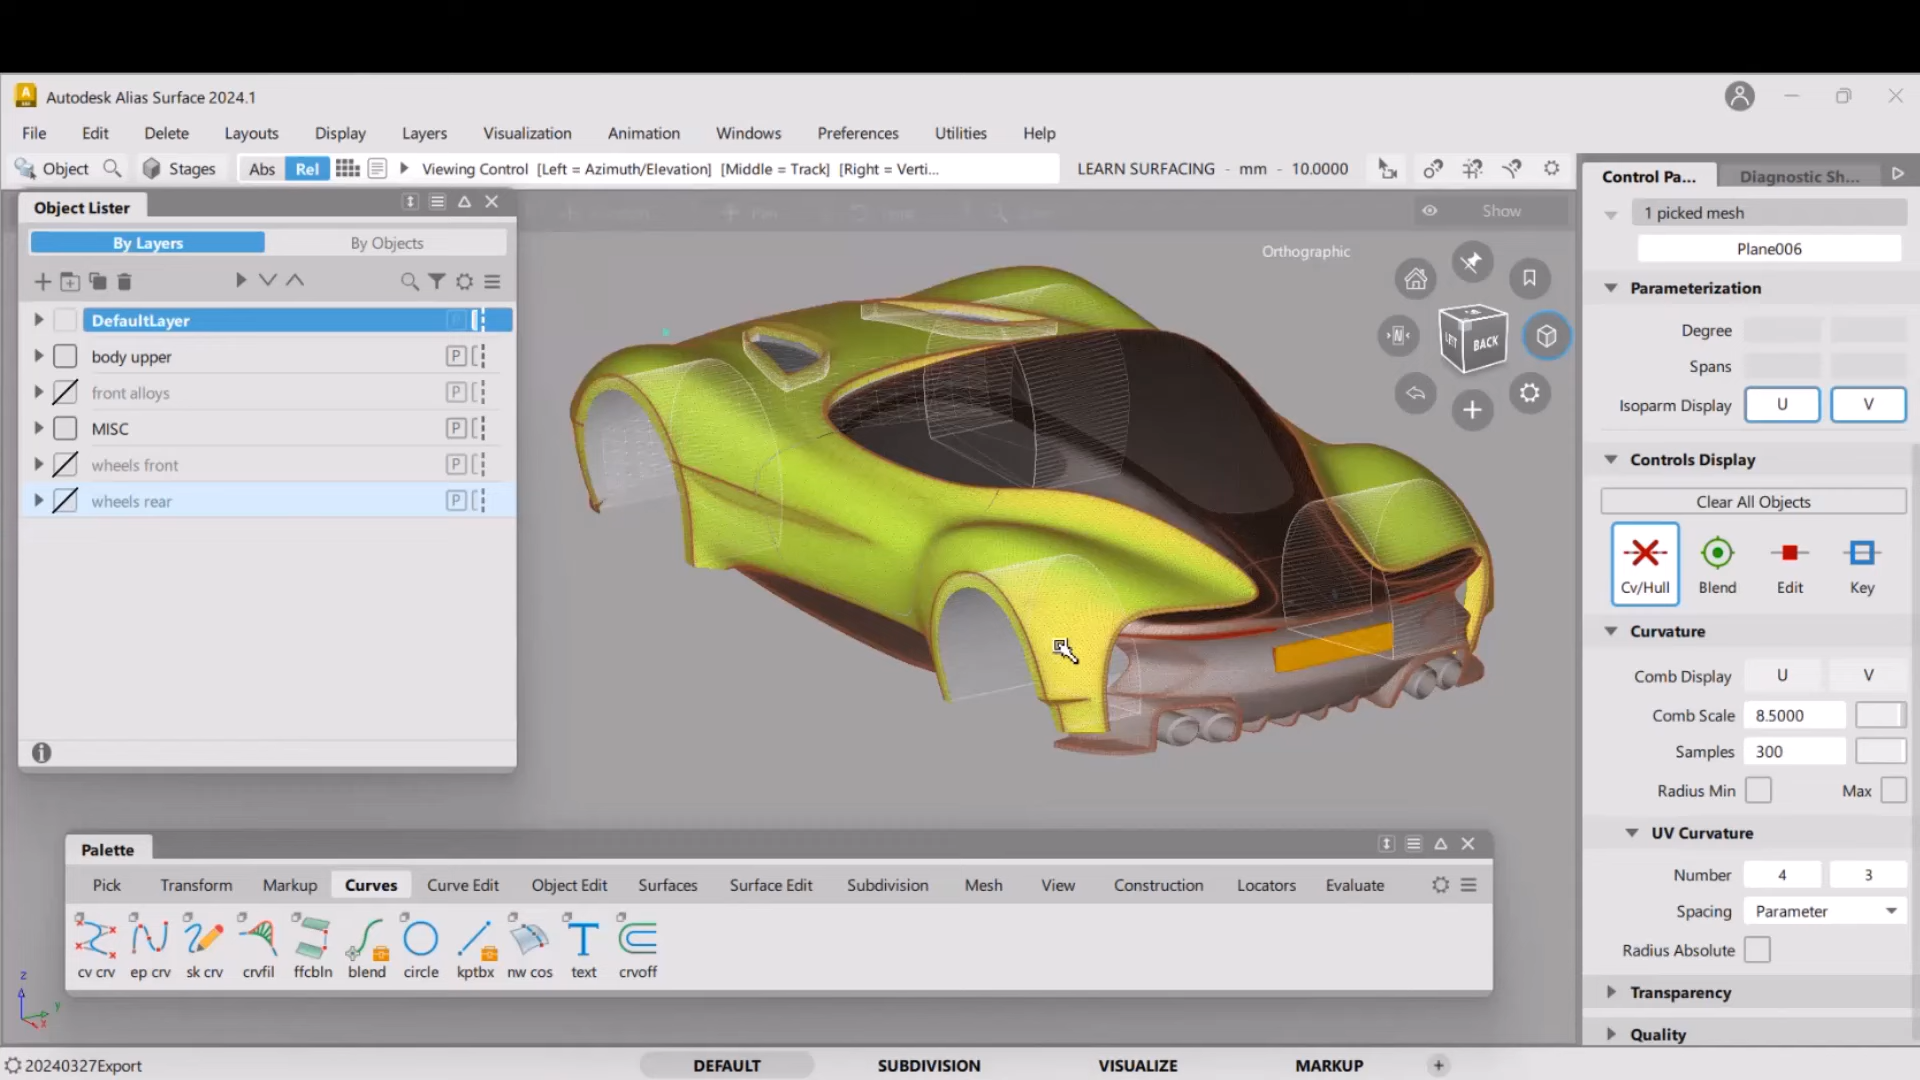 Autodesk Alias Surface 2024.1
File Edit Delete Layouts Display Layers Visualization Animation Windows Preferences Utilities Help
Object Stages Abs Rel Viewing Control [Left = Azimuth/Elevation] [Middle = Track] [Right = Verti... LEARN SURFACING - mm - 10.0000
Object Lister
By Layers By Objects
DefaultLayer
body upper P
front alloys P
MISC P
wheels front P
wheels rear P
Show
Orthographic
N
LEFT BACK
Control Pa... Diagnostic Sh...
1 picked mesh
Plane006
Parameterization
Degree
Spans
Isoparm Display U V
Controls Display
Clear All Objects
Cv/Hull Blend Edit Key
Curvature
Comb Display U V
Comb Scale 8.5000
Samples 300
Radius Min Max
UV Curvature
Number 4 3
Spacing Parameter
Radius Absolute
Transparency
Quality
Palette
Pick Transform Markup Curves Curve Edit Object Edit Surfaces Surface Edit Subdivision Mesh View Construction Locators Evaluate
cv crv ep crv sk crv crvfil ffcbln blend circle kptbx nw cos text crvoff
z
y
x
20240327Export DEFAULT SUBDIVISION VISUALIZE MARKUP +